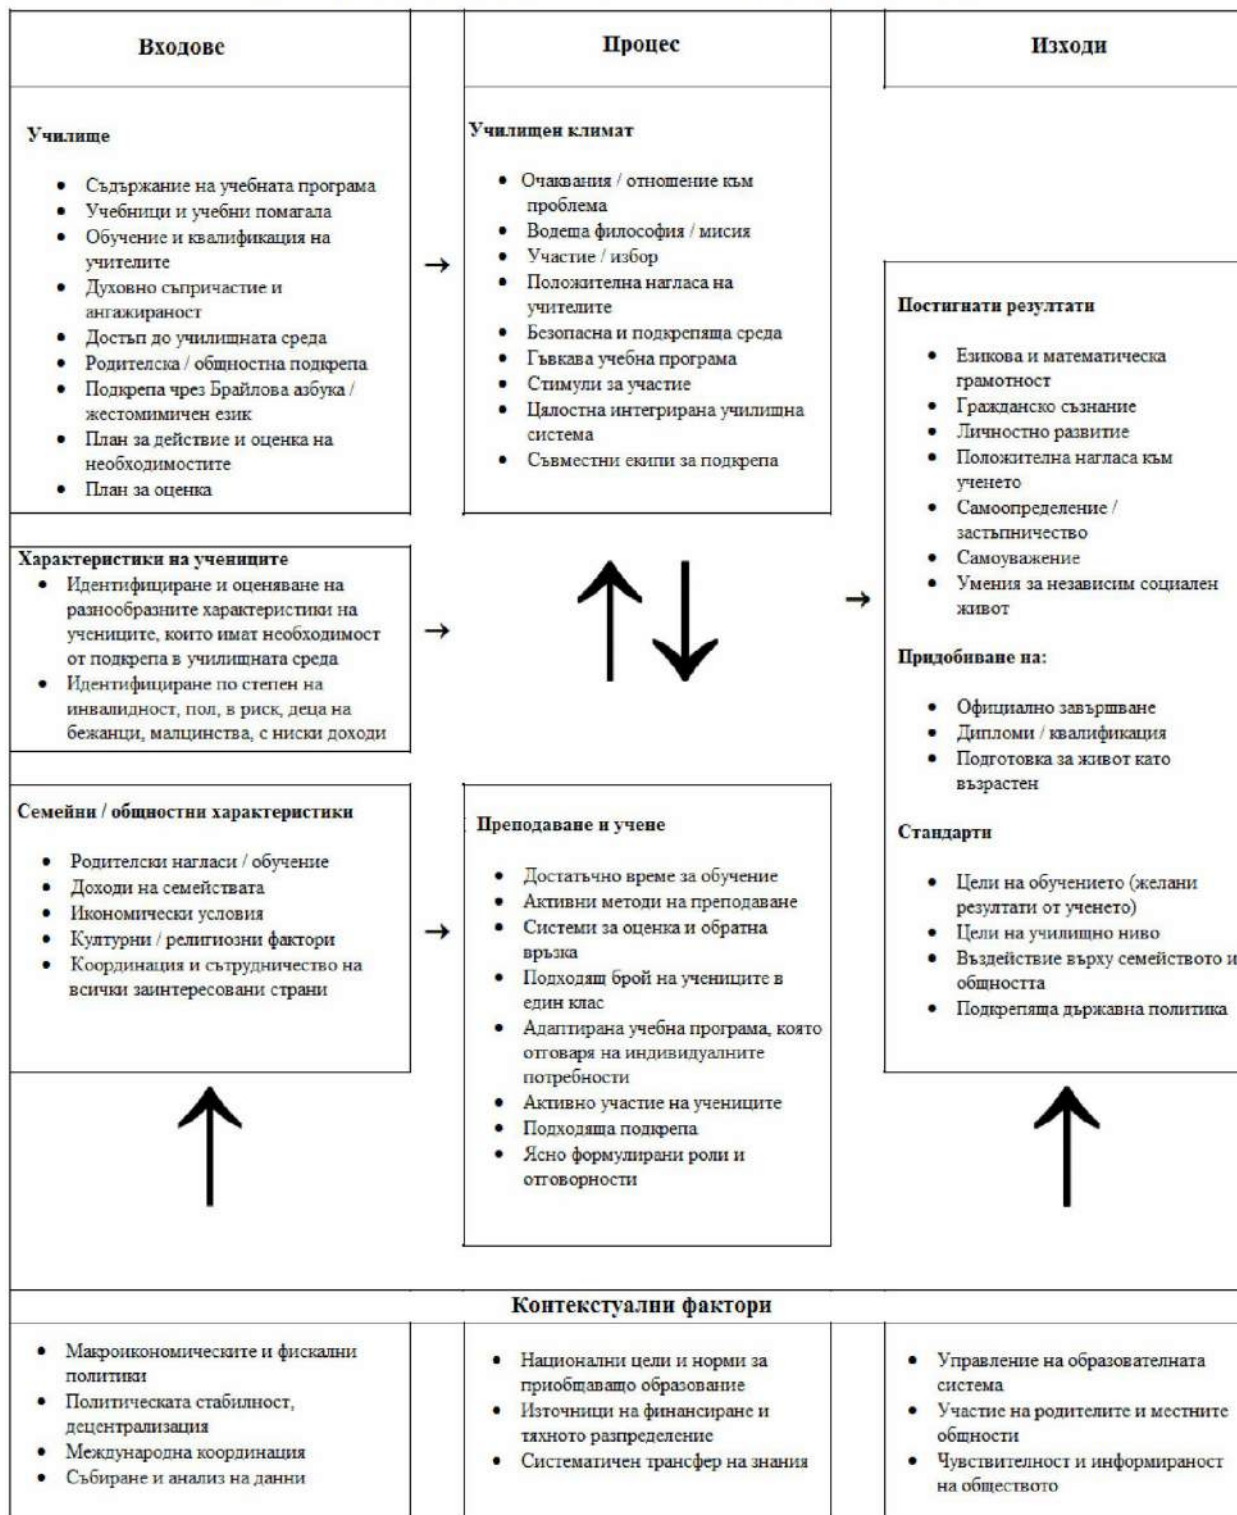 Входове
Процес
Изходи
Училище
• Съдържание на учебната програма
• Учебници и учебни помагала
• Обучение и квалификация на
учителите
• Духовно съпричастие и
ангажираност
• Достъп до училищната среда
• Родителска / общностна подкрепа
• Подкрепа чрез Брайлова азбука /
жестомимичен език
• План за действие и оценка на
необходимостите
• План за оценка
→
Училищен климат
• Очаквания / отношение към
проблема
• Водеща философия / мисия
• Участие / избор
• Положителна нагласа на
учителите
• Безопасна и подкрепяща среда
• Гъвкава учебна програма
• Стимули за участие
• Цялостна интегрирана училищна
система
• Съвместни екипи за подкрепа
Характеристики на учениците
• Идентифициране и оценяване на
разнообразните характеристики на
учениците, които имат необходимост
от подкрепа в училищната среда
• Идентифициране по степен на
инвалидност, пол, в риск, деца на
бежанци, малцинства, с ниски доходи
→
Семейни / общностни характеристики
• Родителски нагласи / обучение
• Доходи на семействата
• Икономически условия
• Културни / религиозни фактори
• Координация и сътрудничество на
всички заинтересовани страни
→
Преподаване и учене
• Достатъчно време за обучение
• Активни методи на преподаване
• Системи за оценка и обратна
връзка
• Подходящ брой на учениците в
един клас
• Адаптирана учебна програма, която
отговаря на индивидуалните
потребности
• Активно участие на учениците
• Подходяща подкрепа
• Ясно формулирани роли и
отговорности
→
Постигнати резултати
• Езикова и математическа
грамотност
• Гражданско съзнание
• Личностно развитие
• Положителна нагласа към
ученето
• Самоопределение /
застъпничество
• Самоуважение
• Умения за независим социален
живот
Придобиване на:
• Официално завършване
• Дипломи / квалификация
• Подготовка за живот като
възрастен
Стандарти
• Цели на обучението (желани
резултати от ученето)
• Цели на училищно ниво
• Въздействие върху семейството и
общността
• Подкрепяща държавна политика
Контекстуални фактори
• Макроикономическите и фискални
политики
• Политическата стабилност,
децентрализация
• Международна координация
• Събиране и анализ на данни
• Национални цели и норми за
приобщаващо образование
• Източници на финансиране и
тяхното разпределение
• Систематичен трансфер на знания
• Управление на образователната
система
• Участие на родителите и местните
общности
• Чувствителност и информираност
на обществото